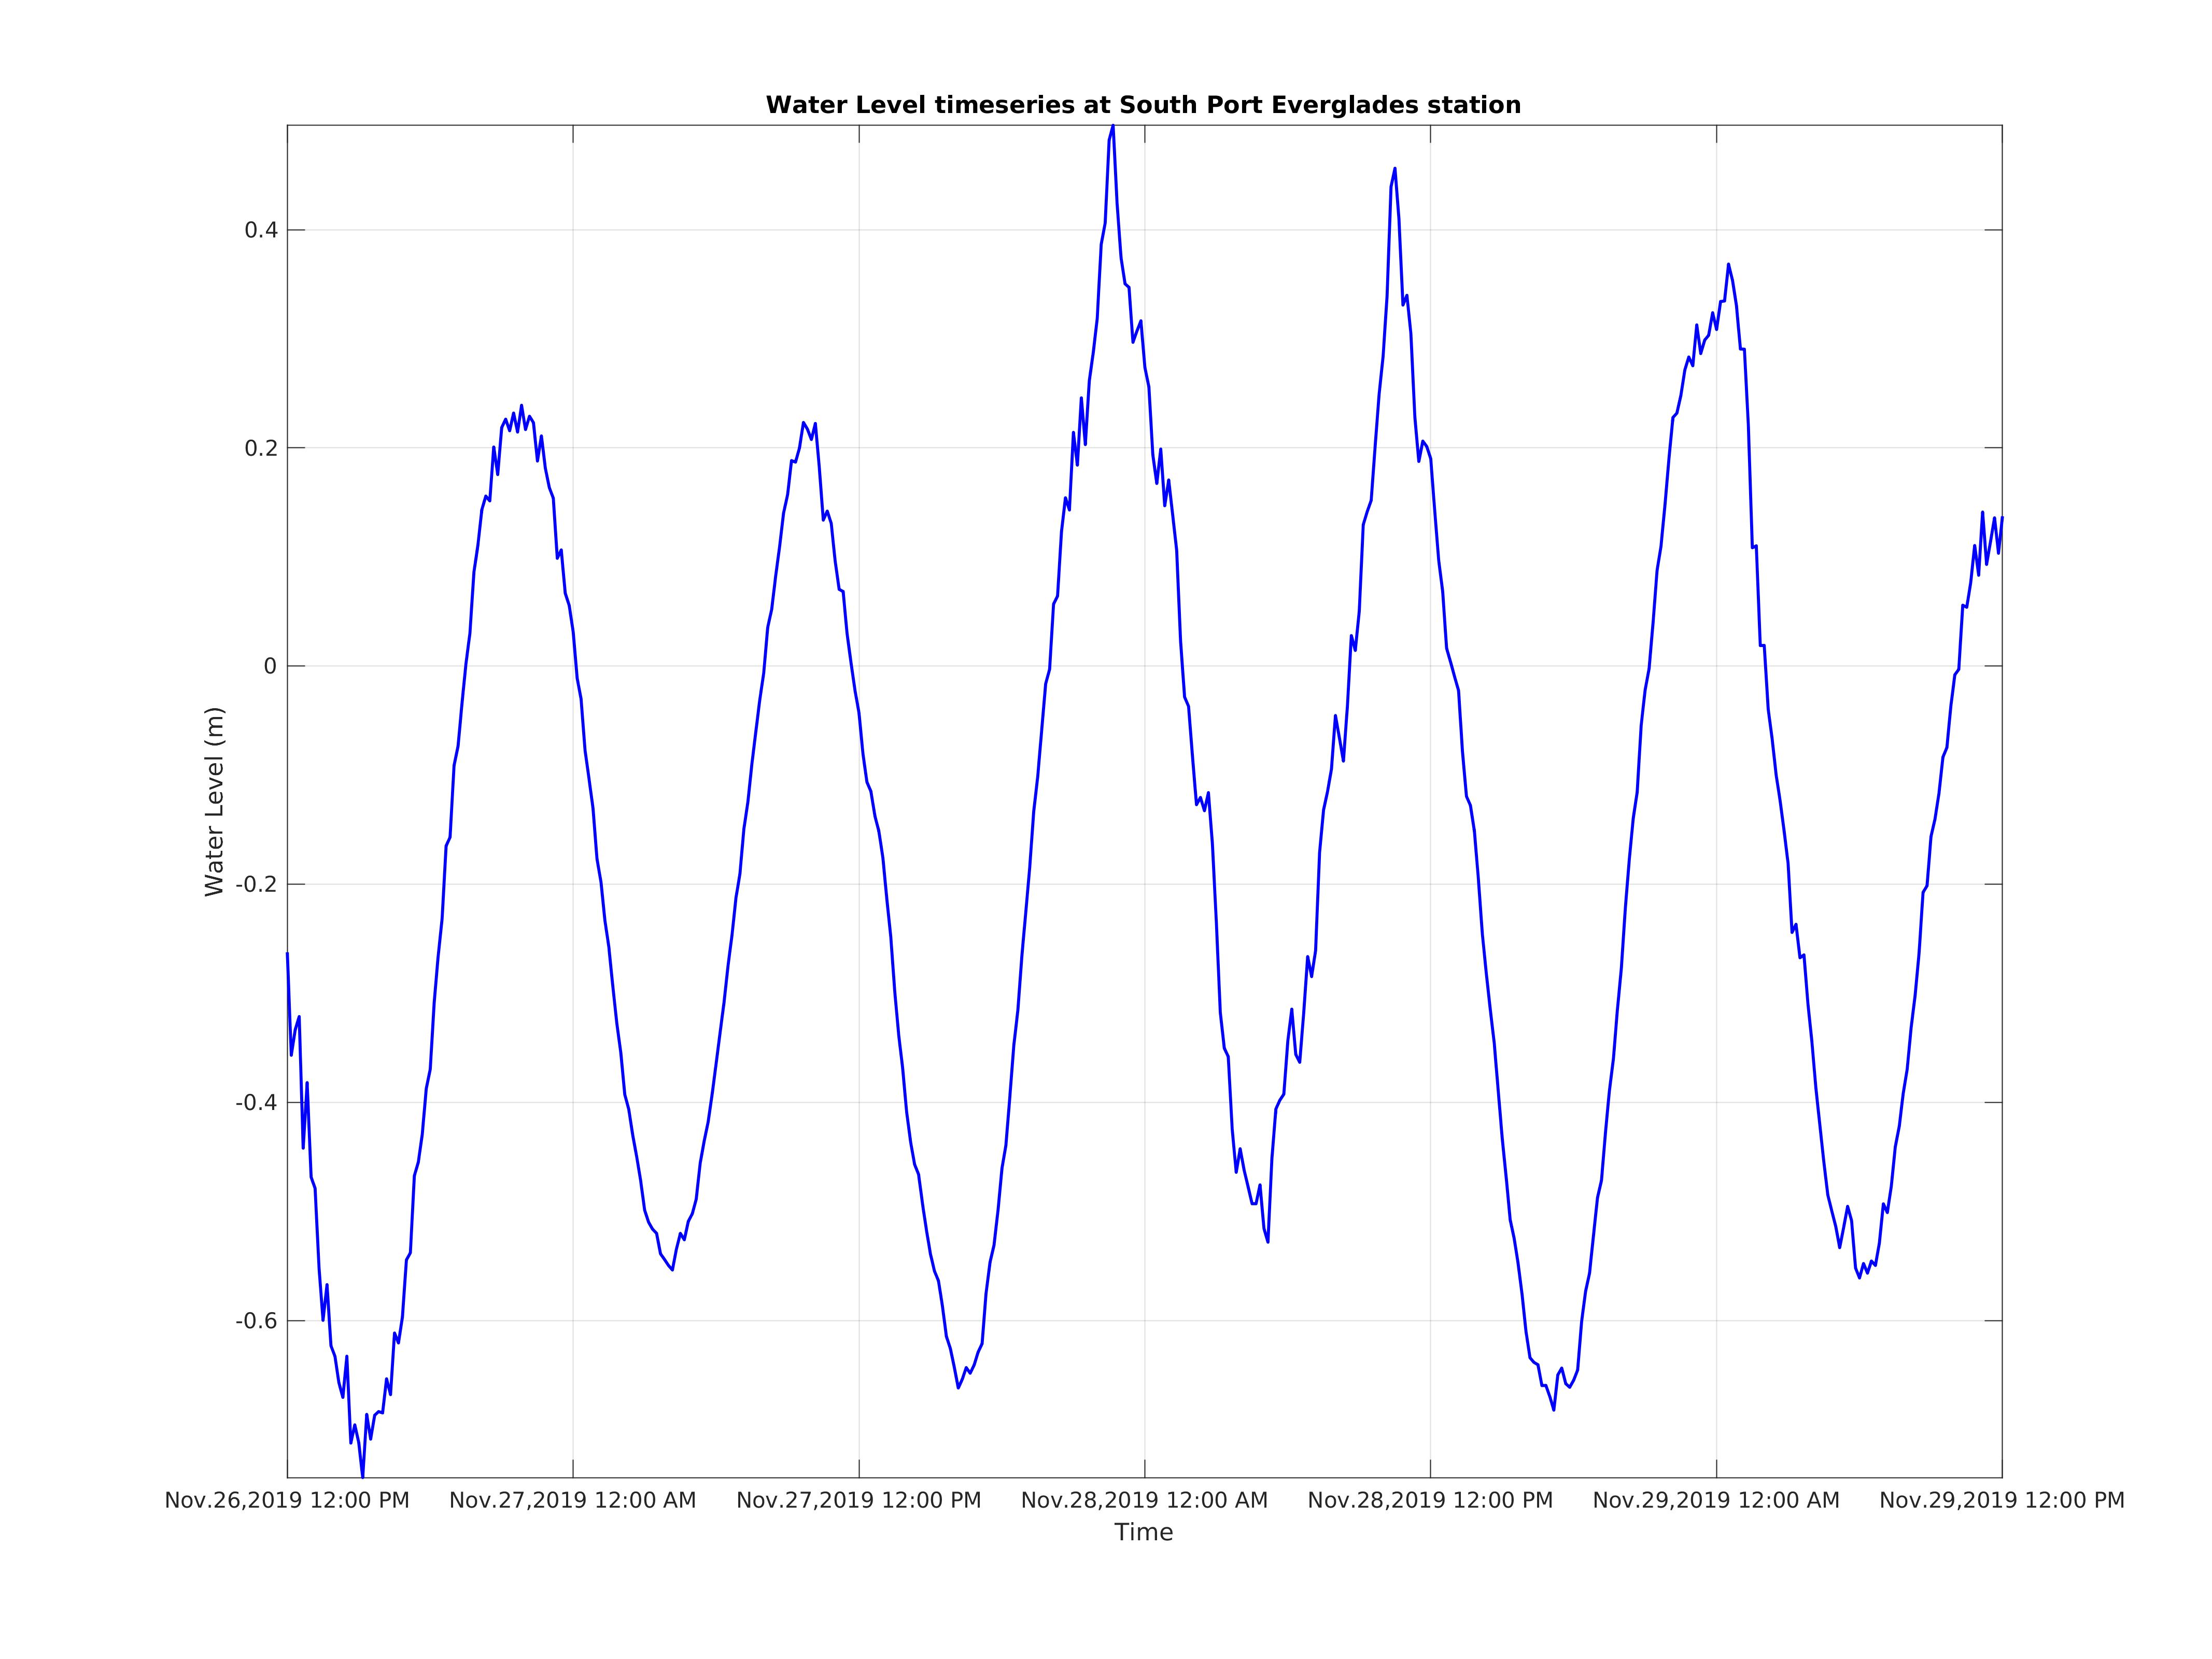 Water Level timeseries at South Port Everglades station
0.4
0.2
0
-0.2
-0.4
-0.6
Water Level (m)
Nov.26,2019 12:00 PM
Nov.27,2019 12:00 AM
Nov.27,2019 12:00 PM
Nov.28,2019 12:00 AM
Nov.28,2019 12:00 PM
Nov.29,2019 12:00 AM
Nov.29,2019 12:00 PM
Time